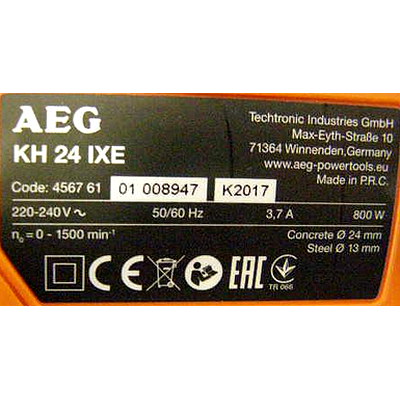 AEG
KH 24 IXE
Techtronic Industries GmbH
Max-Eyth-Straße 10
71364 Winnenden,Germany
www.aeg-powertools.eu
Made in P.R.C.
Code: 4567 61 01 008947 K2017
220-240V ~ 50/60 Hz 3,7 A 800 W
n₀ = 0 - 1500 min⁻¹ Concrete Ø 24 mm
Steel Ø 13 mm
CE EAC
TR 066